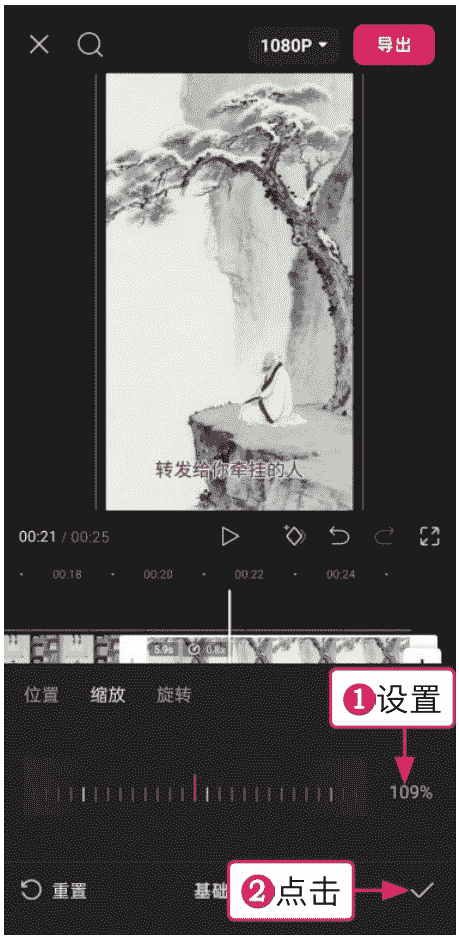 1080P
导出
转发给你牵挂的人
00:21 / 00:25
00:18
00:20
00:22
00:24
5.9s
0.8x
位置
缩放
旋转
❶设置
109%
重置
基础
❷点击